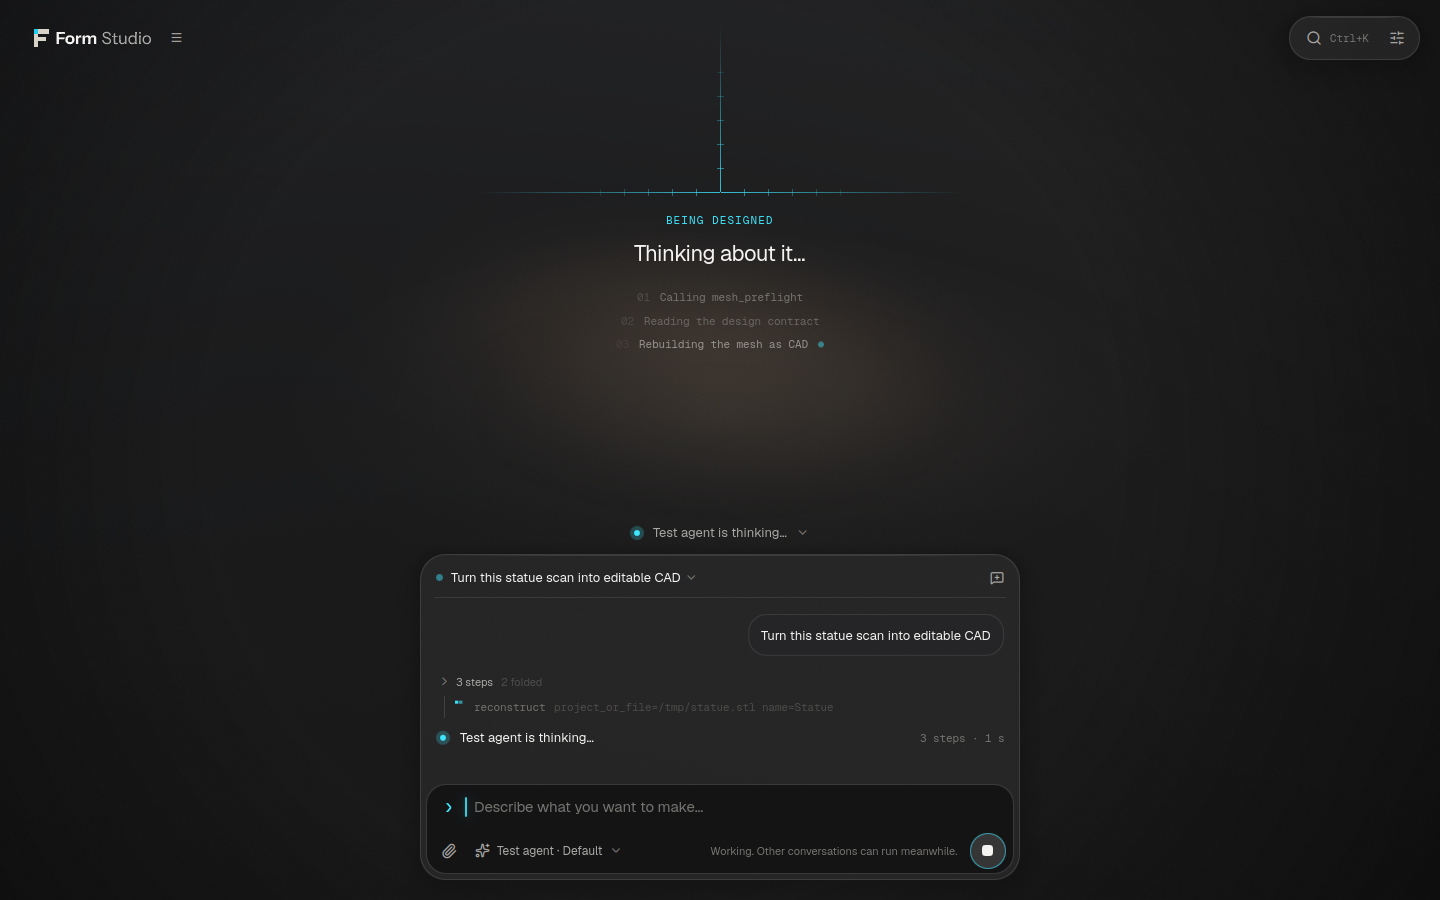 Form Studio
Ctrl+K
BEING DESIGNED
Thinking about it...
01 Calling mesh_preflight
02 Reading the design contract
03 Rebuilding the mesh as CAD
Test agent is thinking...
Turn this statue scan into editable CAD
Turn this statue scan into editable CAD
3 steps 2 folded
reconstruct project_or_file=/tmp/statue.stl name=Statue
Test agent is thinking... 3 steps · 1 s
Describe what you want to make...
Test agent · Default Working. Other conversations can run meanwhile.